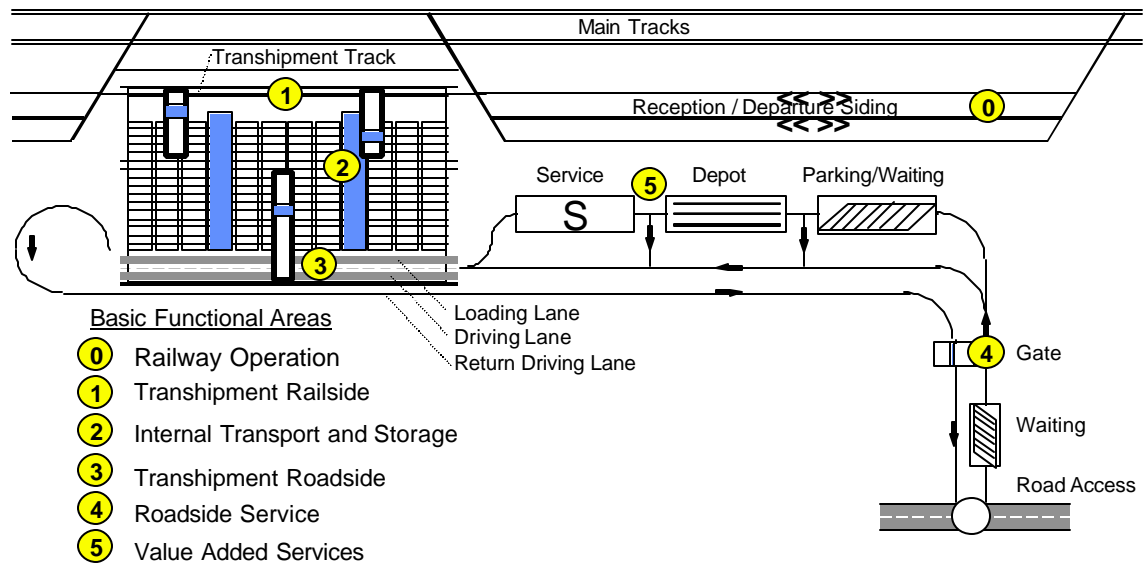 Main Tracks
Transhipment Track
1
Reception / Departure Siding
<< >>
<< >>
0
2
Service
5
Depot
Parking/Waiting
S
3
Loading Lane
Driving Lane
Return Driving Lane
4
Gate
Waiting
Road Access
Basic Functional Areas
0 Railway Operation
1 Transhipment Railside
2 Internal Transport and Storage
3 Transhipment Roadside
4 Roadside Service
5 Value Added Services